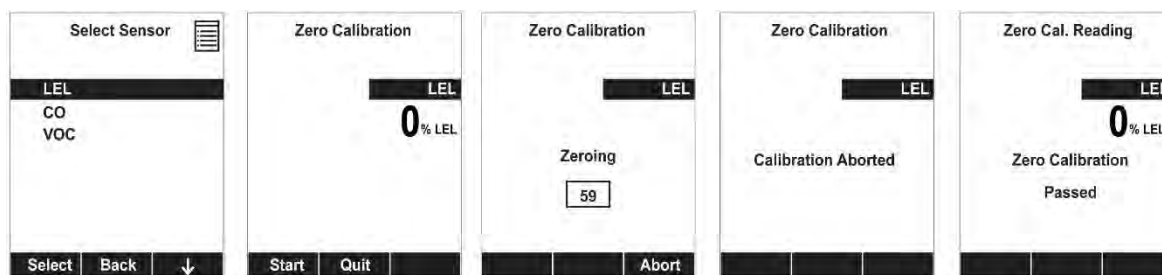 Select Sensor
LEL
CO
VOC
Select Back ↓
Zero Calibration
LEL
0 % LEL
Start Quit
Zero Calibration
LEL
Zeroing
59
Abort
Zero Calibration
LEL
Calibration Aborted
Zero Cal. Reading
LEL
0 % LEL
Zero Calibration
Passed